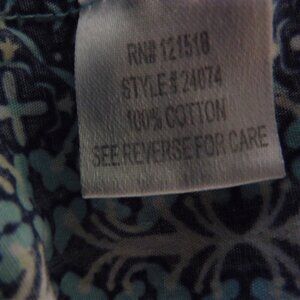 RN# 121518
STYLE# 24074
100% COTTON
SEE REVERSE FOR CARE